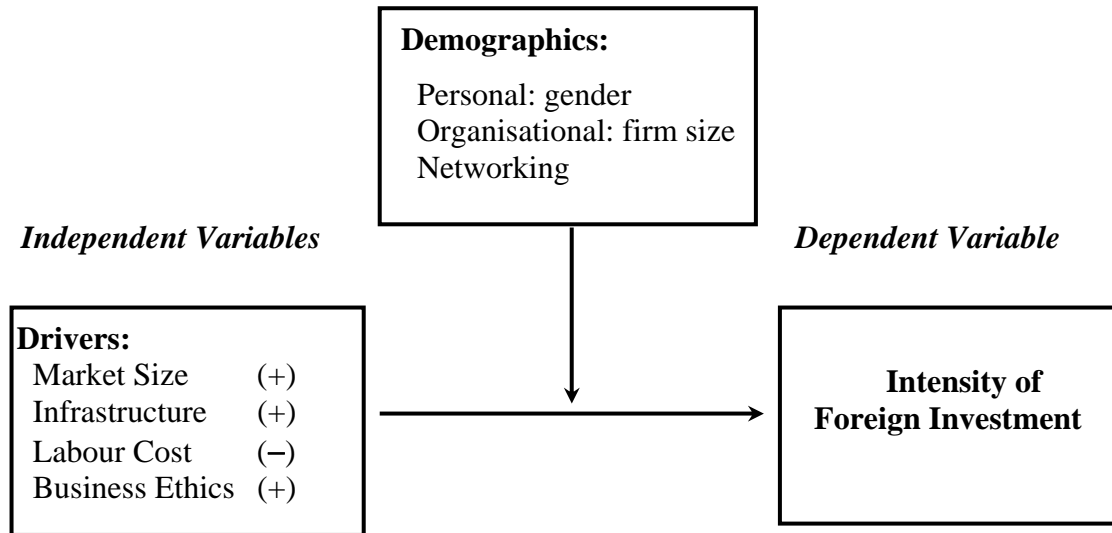 Demographics:
Personal: gender
Organisational: firm size
Networking
Independent Variables
Dependent Variable
Drivers:
Market Size (+)
Infrastructure (+)
Labour Cost (−)
Business Ethics (+)
Intensity of
Foreign Investment